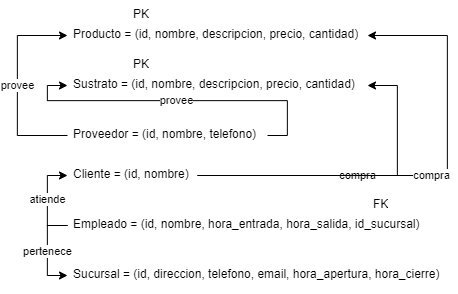 PK
Producto = (id, nombre, descripcion, precio, cantidad)
PK
provee
Sustrato = (id, nombre, descripcion, precio, cantidad)
provee
Proveedor = (id, nombre, telefono)
Cliente = (id, nombre)
compra
compra
atiende
FK
Empleado = (id, nombre, hora_entrada, hora_salida, id_sucursal)
pertenece
Sucursal = (id, direccion, telefono, email, hora_apertura, hora_cierre)